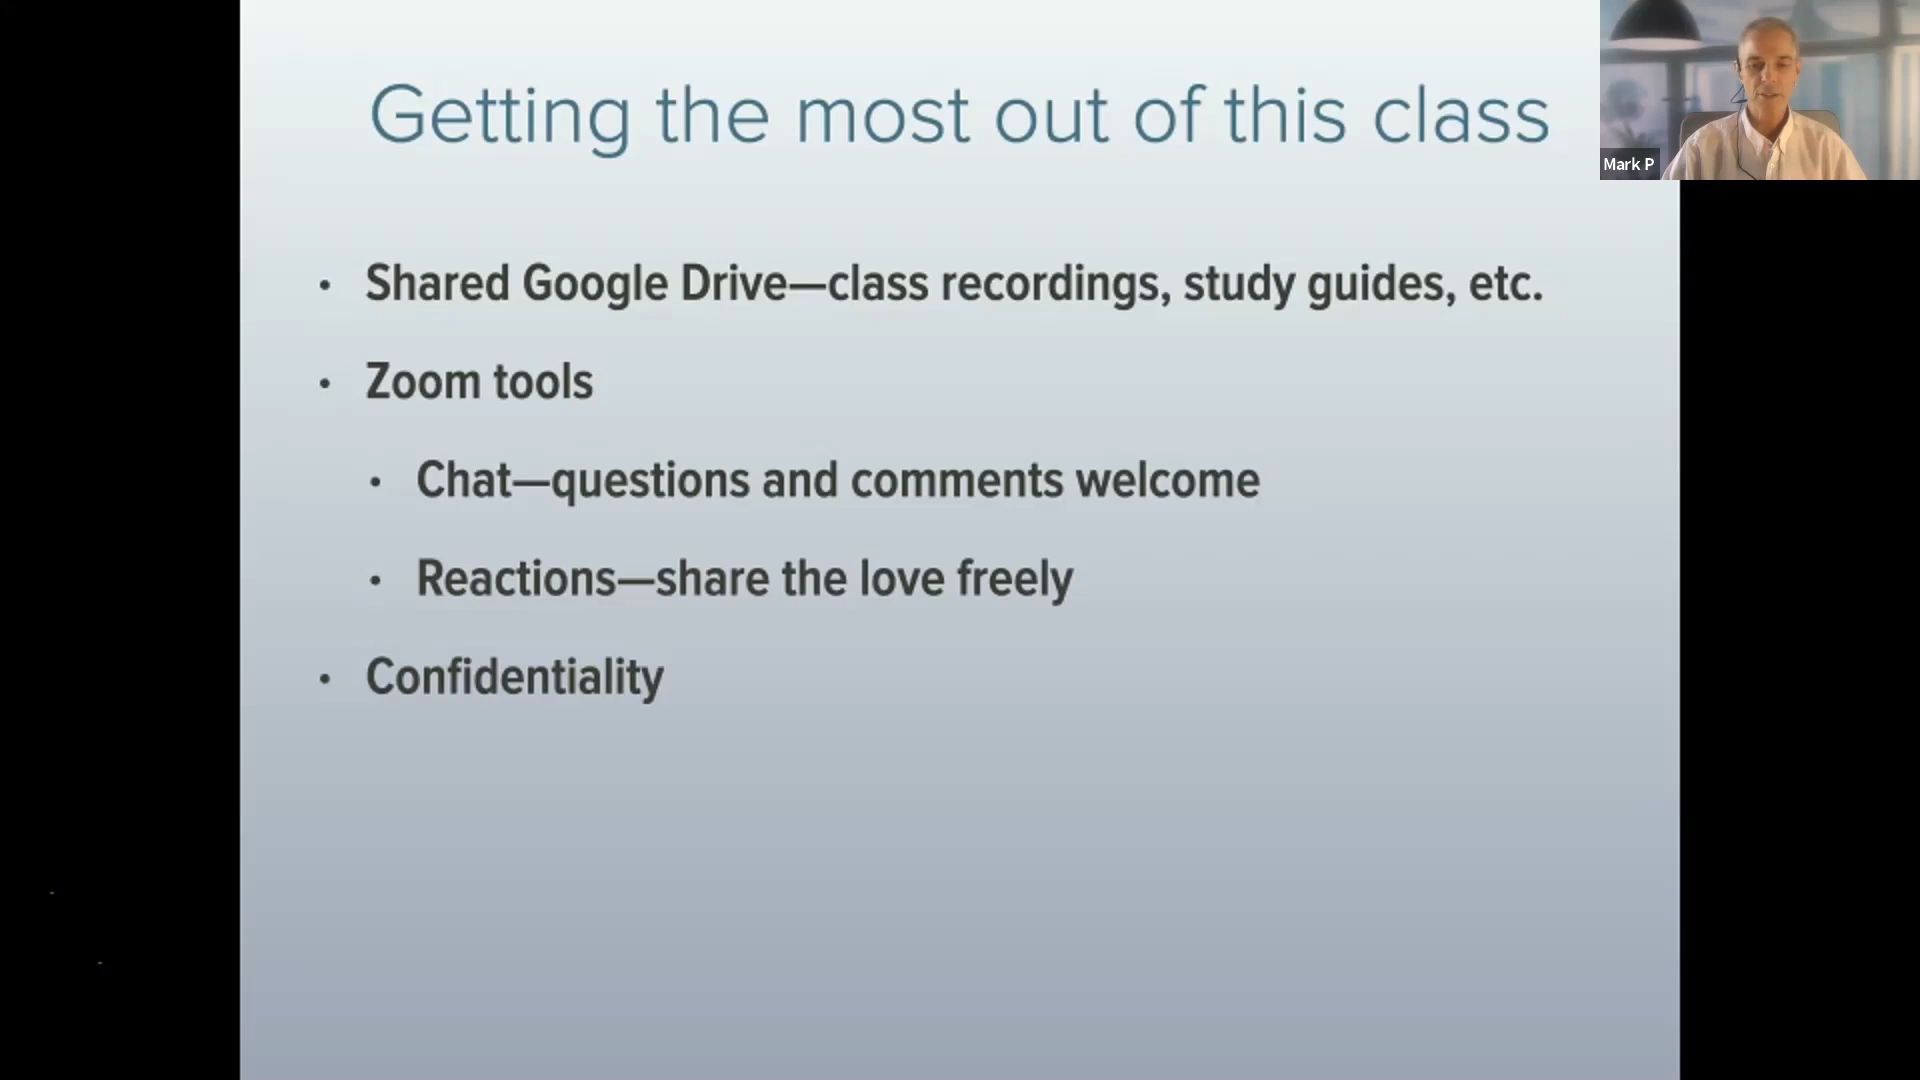 Getting the most out of this class
Mark P
• Shared Google Drive—class recordings, study guides, etc.
• Zoom tools
• Chat—questions and comments welcome
• Reactions—share the love freely
• Confidentiality